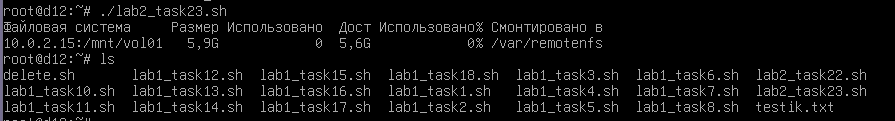 root@d12:~# ./lab2_task23.sh
Файловая система Размер Использовано Дост Использовано% Смонтировано в
10.0.2.15:/mnt/vol01 5,9G 0 5,6G 0% /var/remotenfs
root@d12:~# ls
delete.sh lab1_task12.sh lab1_task15.sh lab1_task18.sh lab1_task3.sh lab1_task6.sh lab2_task22.sh
lab1_task10.sh lab1_task13.sh lab1_task16.sh lab1_task1.sh lab1_task4.sh lab1_task7.sh lab2_task23.sh
lab1_task11.sh lab1_task14.sh lab1_task17.sh lab1_task2.sh lab1_task5.sh lab1_task8.sh testik.txt
root@d12:~#